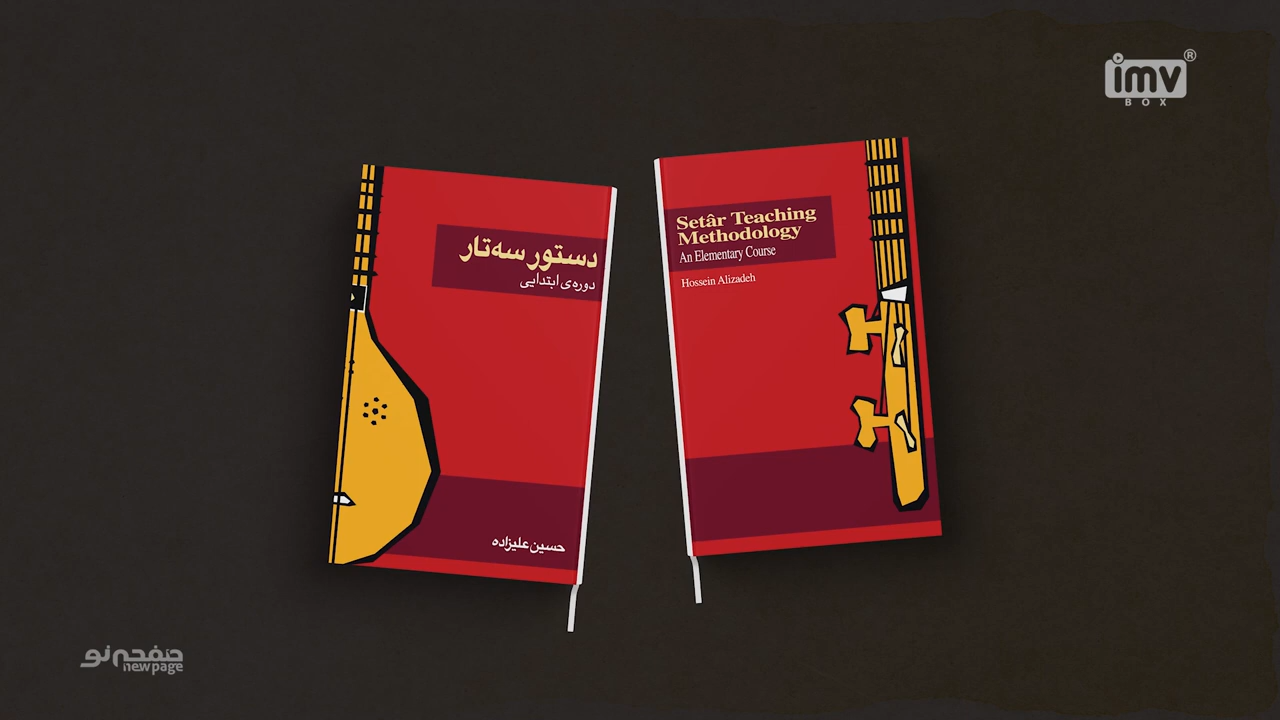 imv®
BOX
دستور سه‌تار
دوره‌ی ابتدایی
حسین علیزاده
Setâr Teaching
Methodology
An Elementary Course
Hossein Alizadeh
صفحه نو
newpage